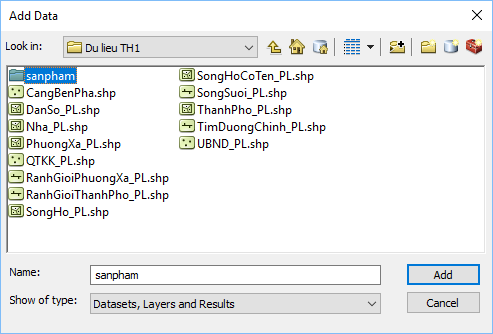 Add Data
Look in: Du lieu TH1
sanpham
CangBenPha.shp
DanSo_PL.shp
Nha_PL.shp
PhuongXa_PL.shp
QTKK_PL.shp
RanhGioiPhuongXa_PL.shp
RanhGioiThanhPho_PL.shp
SongHo_PL.shp
SongHoCoTen_PL.shp
SongSuoi_PL.shp
ThanhPho_PL.shp
TimDuongChinh_PL.shp
UBND_PL.shp
Name: sanpham Add
Show of type: Datasets, Layers and Results Cancel